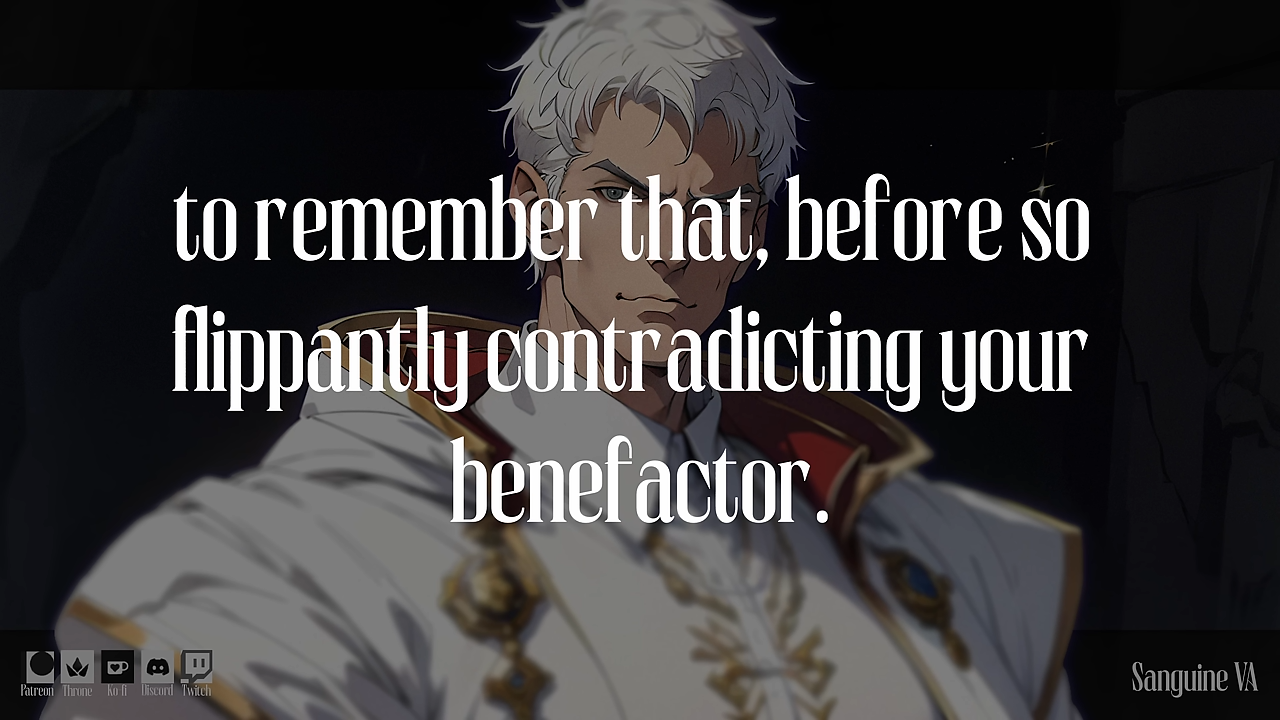 to remember that, before so
flippantly contradicting your
benefactor.
Patreon Throne Ko fi Discord Twitch
Sanguine VA